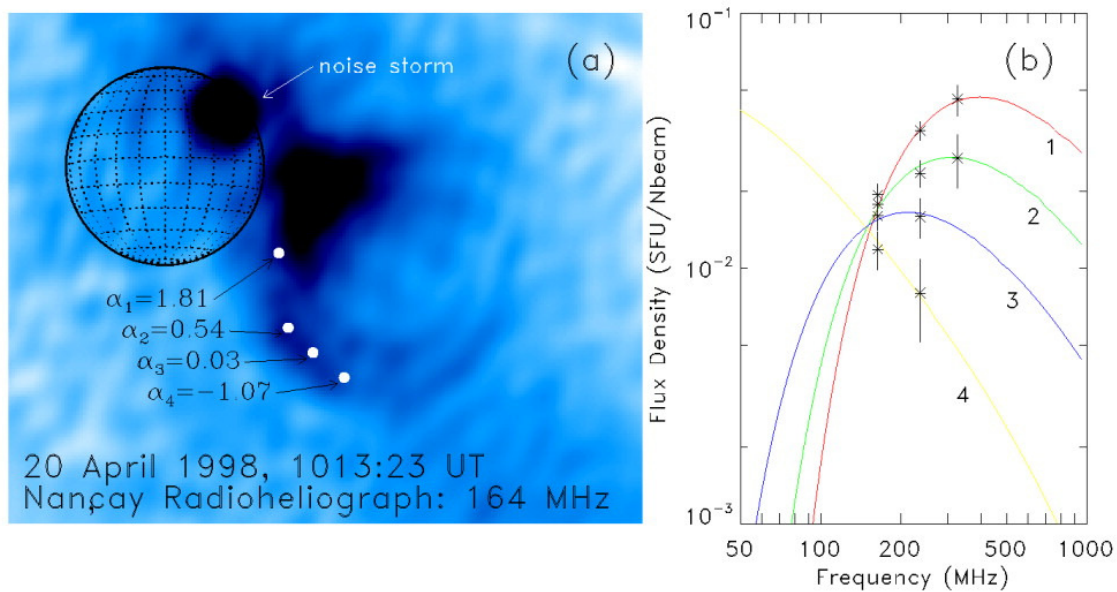 (a)
noise storm
α₁=1.81
α₂=0.54
α₃=0.03
α₄=−1.07
20 April 1998, 1013:23 UT
Nançay Radioheliograph: 164 MHz
(b)
10⁻¹
10⁻²
10⁻³
Flux Density (SFU/Nbeam)
1
2
3
4
50 100 200 500 1000
Frequency (MHz)